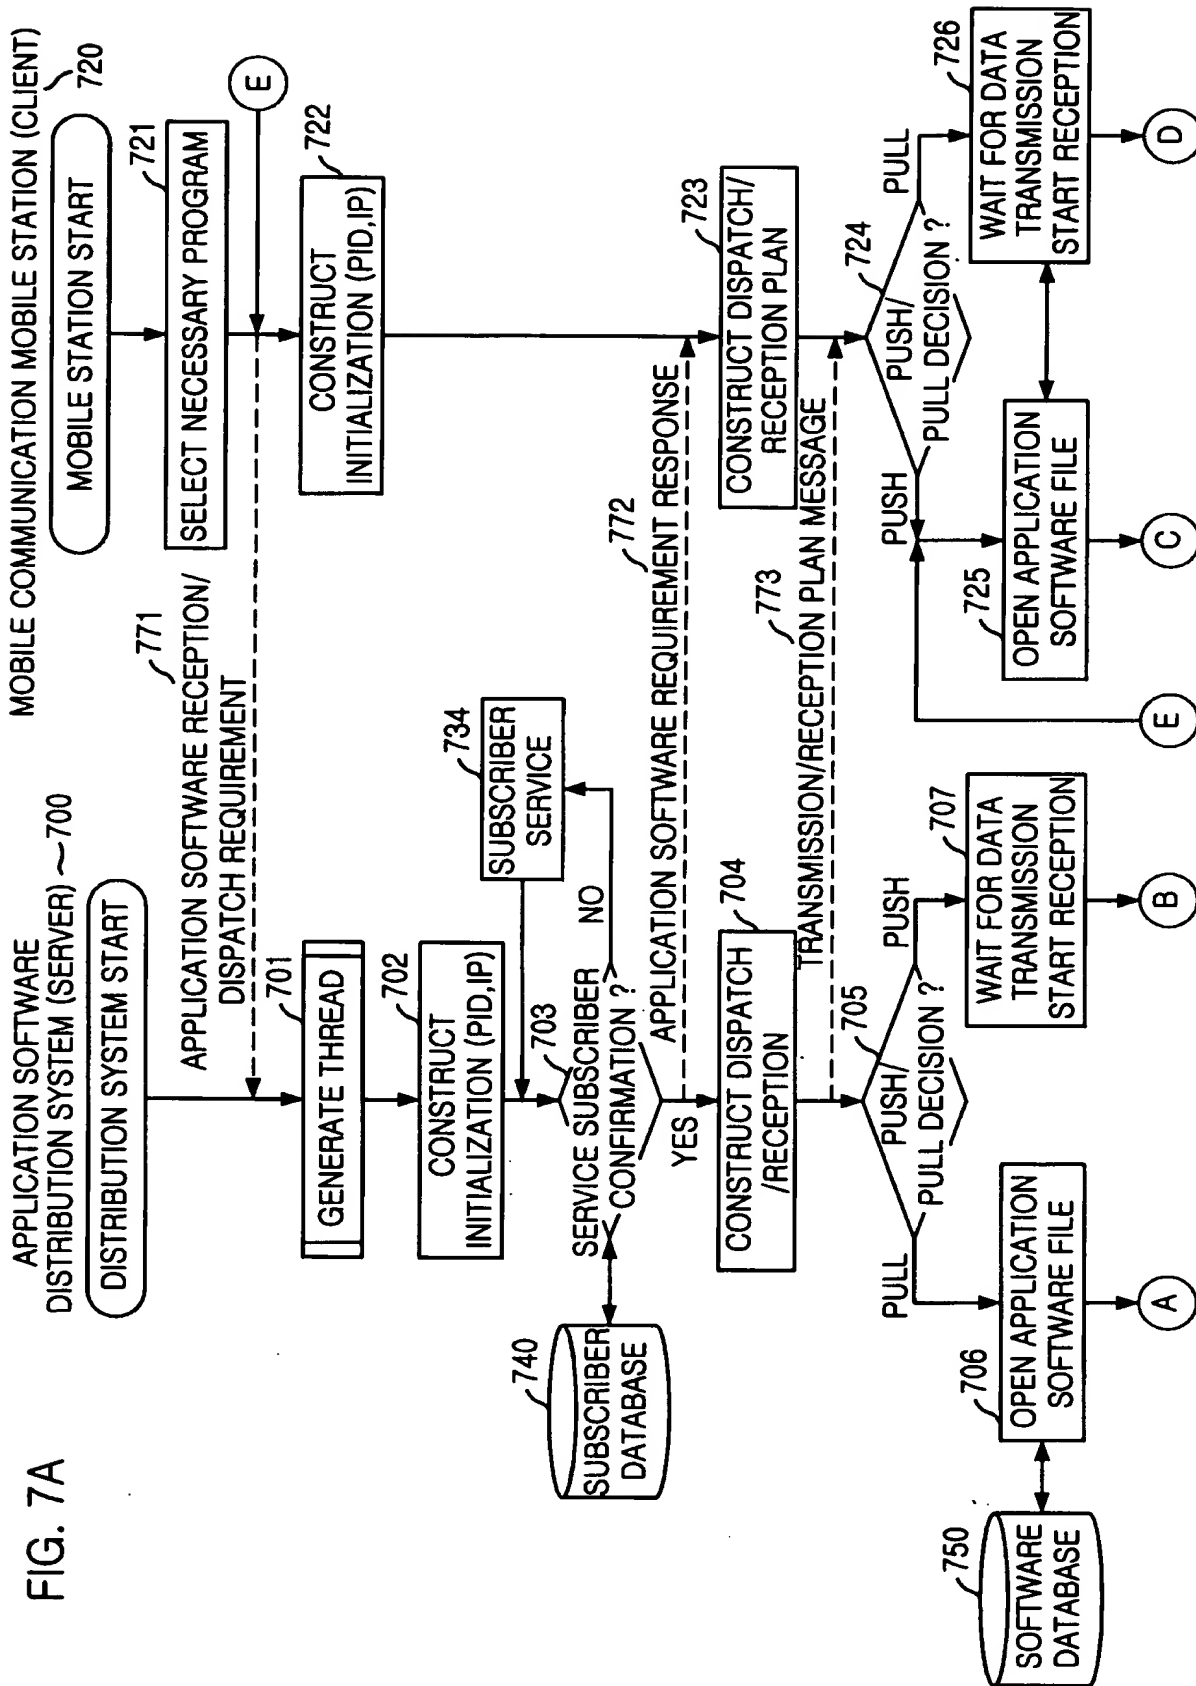 FIG. 7A
APPLICATION SOFTWARE
DISTRIBUTION SYSTEM (SERVER) ~700
DISTRIBUTION SYSTEM START
MOBILE COMMUNICATION MOBILE STATION (CLIENT)
720
MOBILE STATION START
721
SELECT NECESSARY PROGRAM
771
APPLICATION SOFTWARE RECEPTION/
DISPATCH REQUIREMENT
E
701
GENERATE THREAD
702
CONSTRUCT
INITIALIZATION (PID,IP)
722
CONSTRUCT
INITIALIZATION (PID,IP)
734
SUBSCRIBER
SERVICE
740
SUBSCRIBER
DATABASE
703
SERVICE SUBSCRIBER
CONFIRMATION ?
NO
YES
772
APPLICATION SOFTWARE REQUIREMENT RESPONSE
704
CONSTRUCT DISPATCH
/RECEPTION
723
CONSTRUCT DISPATCH/
RECEPTION PLAN
773
TRANSMISSION/RECEPTION PLAN MESSAGE
705
PUSH/
PULL DECISION ?
PULL
PUSH
724
PUSH/
PULL DECISION ?
PUSH
PULL
750
SOFTWARE
DATABASE
706
OPEN APPLICATION
SOFTWARE FILE
707
WAIT FOR DATA
TRANSMISSION
START RECEPTION
725
OPEN APPLICATION
SOFTWARE FILE
726
WAIT FOR DATA
TRANSMISSION
START RECEPTION
A
B
E
C
D